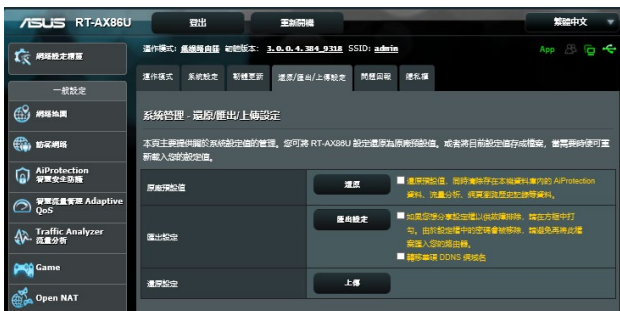 ASUS RT-AX86U 登出 重新開機 繁體中文
運作模式: 無線路由器 韌體版本: 3.0.0.4.384_9318 SSID: admin App
網路設定精靈
運作模式 系統設定 韌體更新 還原/匯出/上傳設定 問題回報 隱私權
一般設定
網路地圖
訪客網路
AiProtection
智慧安全防護
智慧流量管理 Adaptive
QoS
Traffic Analyzer
流量分析
Game
Open NAT
系統管理 - 還原/匯出/上傳設定
本頁主要提供關於系統設定值的管理。您可將 RT-AX86U 設定還原為原廠預設值。或者將目前設定值存成檔案，當需要時便可重
新載入您的設定值。
原廠預設值 還原 還原預設值，同時清除存在本機資料庫內的 AiProtection
資料、流量分析、網頁瀏覽歷史記錄等資料。
匯出設定 匯出設定 如果您想分享設定檔以供故障排除，請在方框中打
勾。由於設定檔中的密碼會被移除，請避免再將此檔
案匯入您的路由器。
轉移華碩 DDNS 網域名
還原設定 上傳